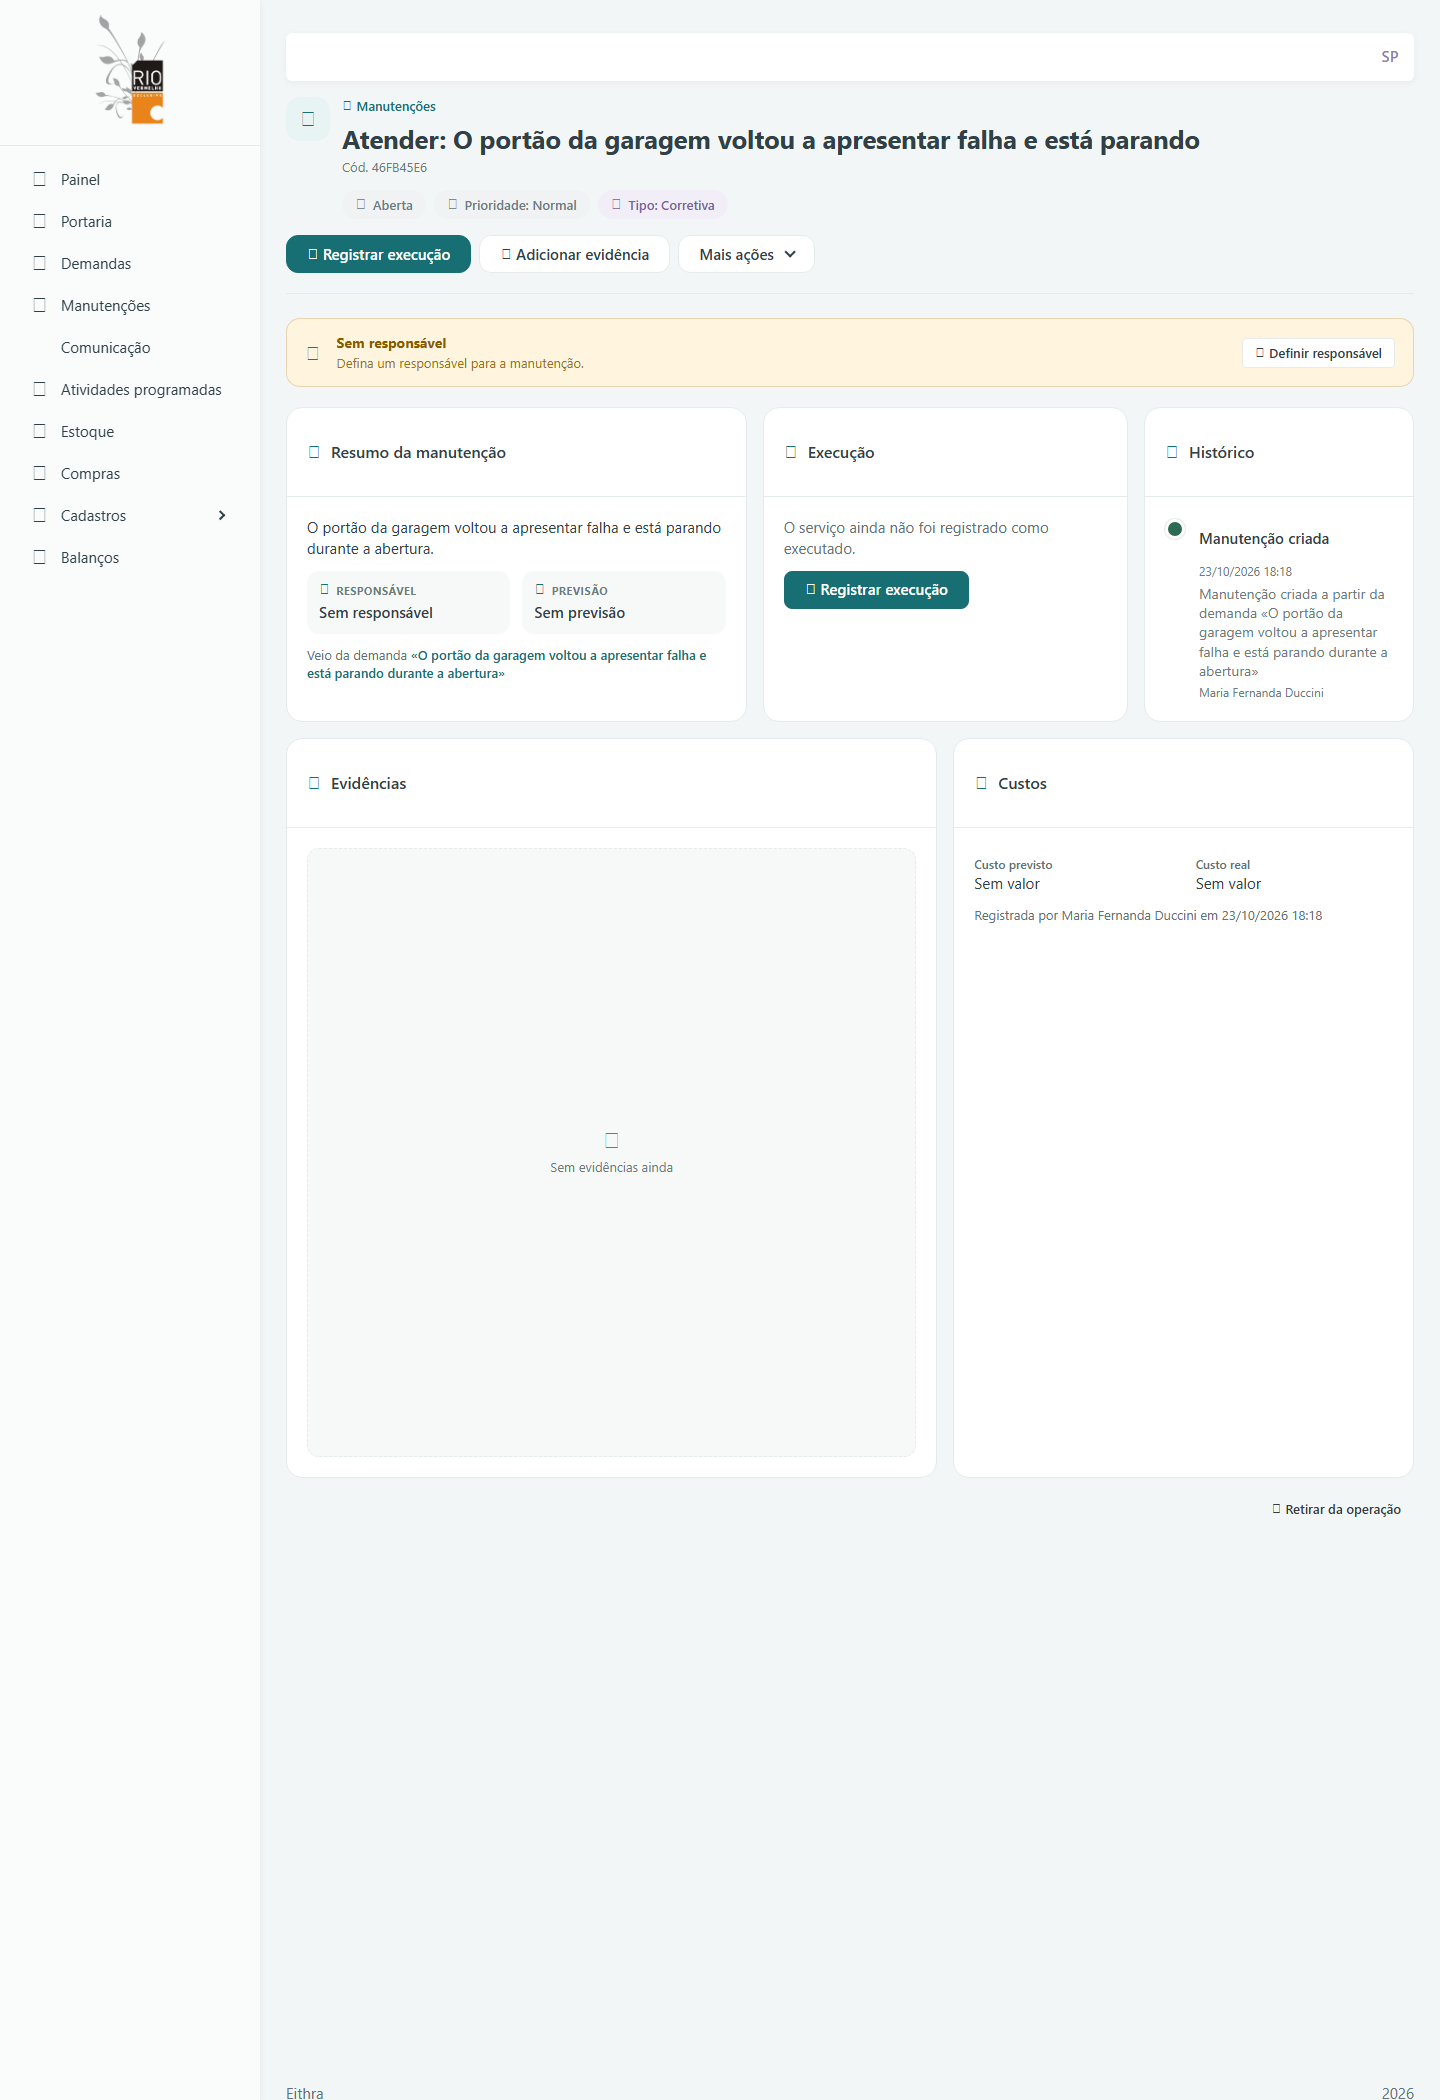 RIO
VERMELHO
EXCLUSIVE
Painel
Portaria
Demandas
Manutenções
Comunicação
Atividades programadas
Estoque
Compras
Cadastros
Balanços
SP
Manutenções
Atender: O portão da garagem voltou a apresentar falha e está parando
Cód. 46FB45E6
Aberta
Prioridade: Normal
Tipo: Corretiva
Registrar execução
Adicionar evidência
Mais ações
Sem responsável
Defina um responsável para a manutenção.
Definir responsável
Resumo da manutenção
O portão da garagem voltou a apresentar falha e está parando
durante a abertura.
RESPONSÁVEL
Sem responsável
PREVISÃO
Sem previsão
Veio da demanda «O portão da garagem voltou a apresentar falha e
está parando durante a abertura»
Execução
O serviço ainda não foi registrado como
executado.
Registrar execução
Histórico
Manutenção criada
23/10/2026 18:18
Manutenção criada a partir da
demanda «O portão da
garagem voltou a apresentar
falha e está parando durante a
abertura»
Maria Fernanda Duccini
Evidências
Sem evidências ainda
Custos
Custo previsto
Sem valor
Custo real
Sem valor
Registrada por Maria Fernanda Duccini em 23/10/2026 18:18
Retirar da operação
Eithra
2026